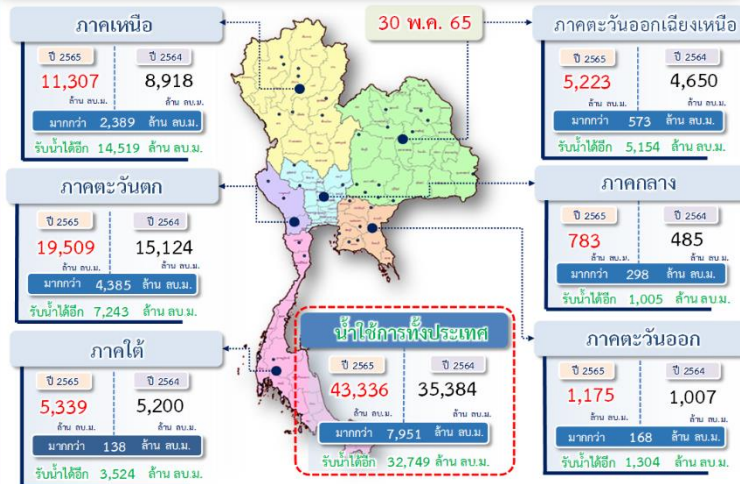 ภาคเหนือ
ปี 2565 ปี 2564
11,307 8,918
ล้าน ลบ.ม. ล้าน ลบ.ม.
มากกว่า 2,389 ล้าน ลบ.ม.
รับน้ำได้อีก 14,519 ล้าน ลบ.ม.
30 พ.ค. 65
ภาคตะวันออกเฉียงเหนือ
ปี 2565 ปี 2564
5,223 4,650
ล้าน ลบ.ม. ล้าน ลบ.ม.
มากกว่า 573 ล้าน ลบ.ม.
รับน้ำได้อีก 5,154 ล้าน ลบ.ม.
ภาคตะวันตก
ปี 2565 ปี 2564
19,509 15,124
ล้าน ลบ.ม. ล้าน ลบ.ม.
มากกว่า 4,385 ล้าน ลบ.ม.
รับน้ำได้อีก 7,243 ล้าน ลบ.ม.
ภาคกลาง
ปี 2565 ปี 2564
783 485
ล้าน ลบ.ม. ล้าน ลบ.ม.
มากกว่า 298 ล้าน ลบ.ม.
รับน้ำได้อีก 1,005 ล้าน ลบ.ม.
ภาคใต้
ปี 2565 ปี 2564
5,339 5,200
ล้าน ลบ.ม. ล้าน ลบ.ม.
มากกว่า 138 ล้าน ลบ.ม.
รับน้ำได้อีก 3,524 ล้าน ลบ.ม.
น้ำใช้การทั้งประเทศ
ปี 2565 ปี 2564
43,336 35,384
ล้าน ลบ.ม. ล้าน ลบ.ม.
มากกว่า 7,951 ล้าน ลบ.ม.
รับน้ำได้อีก 32,749 ล้าน ลบ.ม.
ภาคตะวันออก
ปี 2565 ปี 2564
1,175 1,007
ล้าน ลบ.ม. ล้าน ลบ.ม.
มากกว่า 168 ล้าน ลบ.ม.
รับน้ำได้อีก 1,304 ล้าน ลบ.ม.